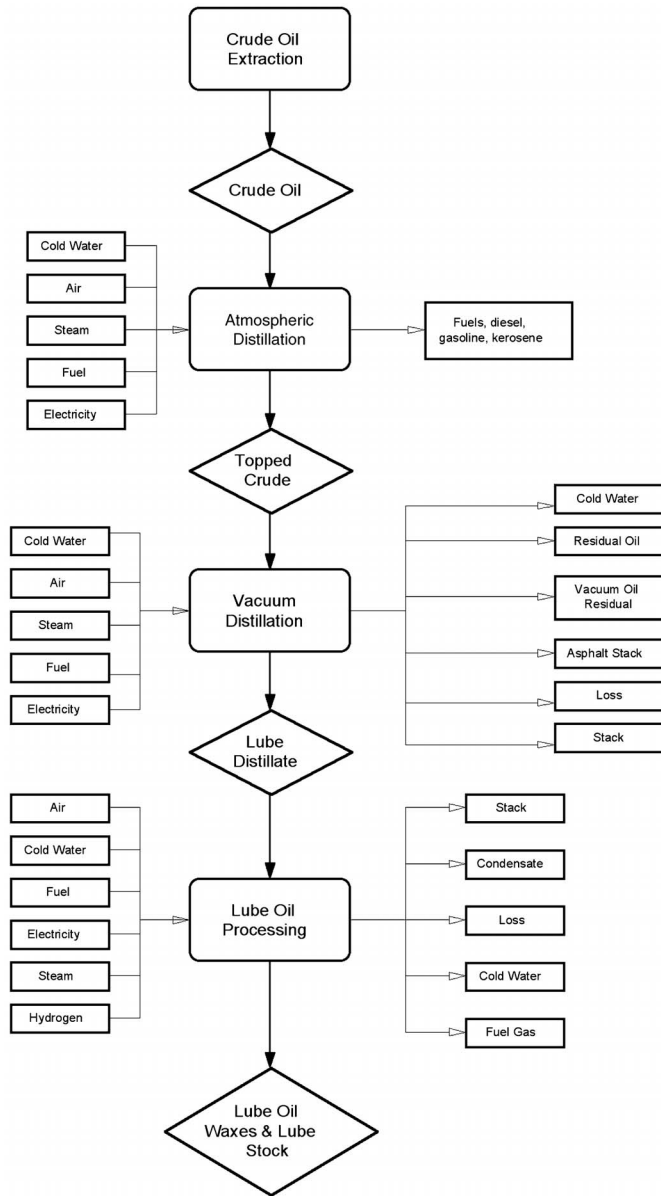 Crude Oil
Extraction
Crude Oil
Cold Water
Air
Steam
Fuel
Electricity
Atmospheric
Distillation
Fuels, diesel,
gasoline, kerosene
Topped
Crude
Cold Water
Air
Steam
Fuel
Electricity
Vacuum
Distillation
Cold Water
Residual Oil
Vacuum Oil
Residual
Asphalt Stack
Loss
Stack
Lube
Distillate
Air
Cold Water
Fuel
Electricity
Steam
Hydrogen
Lube Oil
Processing
Stack
Condensate
Loss
Cold Water
Fuel Gas
Lube Oil
Waxes & Lube
Stock